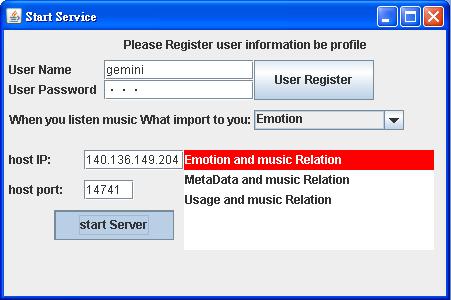 Start Service
Please Register user information be profile
User Name gemini User Register
User Password • • •
When you listen music What import to you: Emotion
host IP: 140.136.149.204 Emotion and music Relation
MetaData and music Relation
host port: 14741 Usage and music Relation
start Server